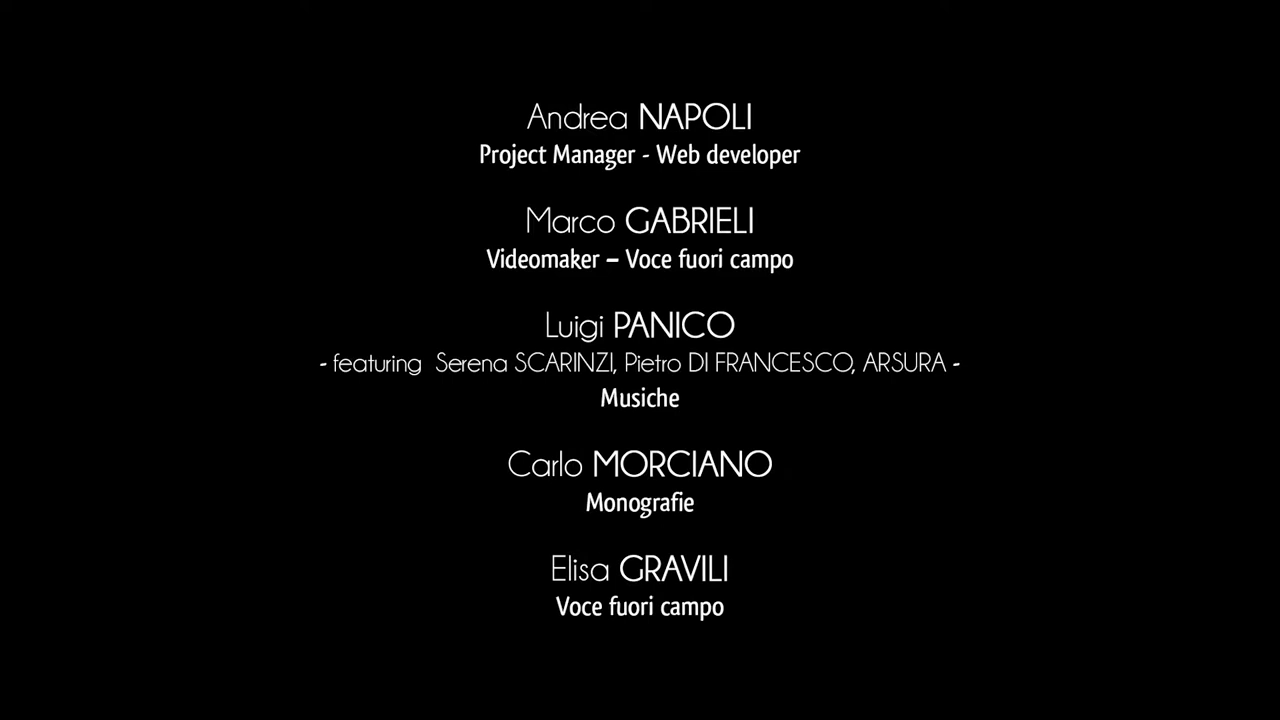 Andrea NAPOLI
Project Manager - Web developer
Marco GABRIELI
Videomaker – Voce fuori campo
Luigi PANICO
- featuring Serena SCARINZI, Pietro DI FRANCESCO, ARSURA -
Musiche
Carlo MORCIANO
Monografie
Elisa GRAVILI
Voce fuori campo